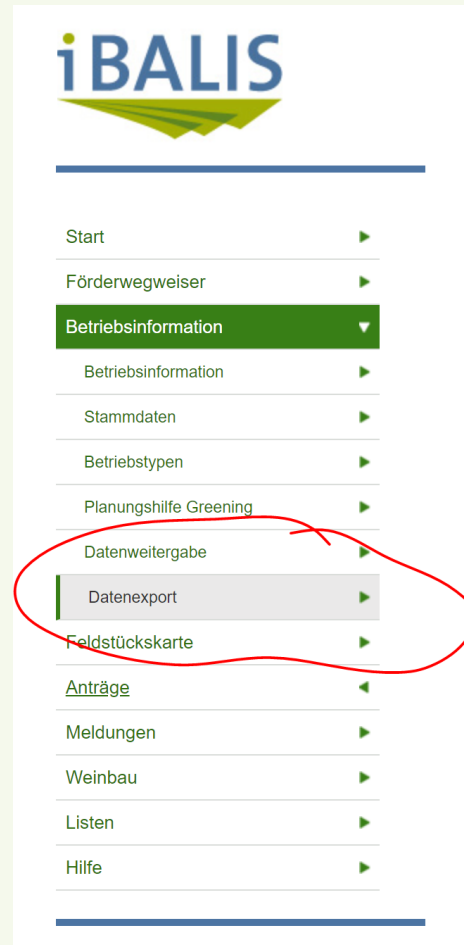 iBALIS
Start
Förderwegweiser
Betriebsinformation
Betriebsinformation
Stammdaten
Betriebstypen
Planungshilfe Greening
Datenweitergabe
Datenexport
Feldstückskarte
Anträge
Meldungen
Weinbau
Listen
Hilfe